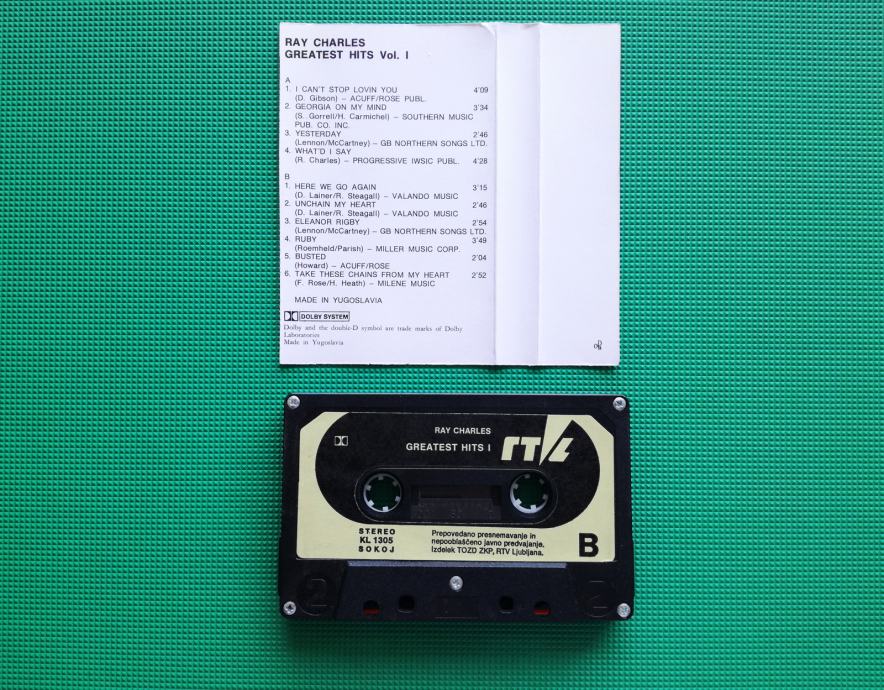 RAY CHARLES
GREATEST HITS Vol. I
A
1. I CAN'T STOP LOVIN YOU 4'09
(D. Gibson) – ACUFF/ROSE PUBL.
2. GEORGIA ON MY MIND 3'34
(S. Gorrell/H. Carmichel) – SOUTHERN MUSIC
PUB. CO. INC.
3. YESTERDAY 2'46
(Lennon/McCartney) – GB NORTHERN SONGS LTD.
4. WHAT'D I SAY
(R. Charles) – PROGRESSIVE IWSIC PUBL. 4'28
B
1. HERE WE GO AGAIN 3'15
(D. Lainer/R. Steagall) – VALANDO MUSIC
2. UNCHAIN MY HEART 2'46
(D. Lainer/R. Steagall) – VALANDO MUSIC
3. ELEANOR RIGBY 2'54
(Lennon/McCartney) – GB NORTHERN SONGS LTD.
4. RUBY 3'49
(Roemheld/Parish) – MILLER MUSIC CORP.
5. BUSTED 2'04
(Howard) – ACUFF/ROSE
6. TAKE THESE CHAINS FROM MY HEART 2'52
(F. Rose/H. Heath) – MILENE MUSIC
MADE IN YUGOSLAVIA
DOLBY SYSTEM
Dolby and the double-D symbol are trade marks of Dolby
Laboratories
Made in Yugoslavia
RAY CHARLES
GREATEST HITS I
RTVL
STEREO
KL 1305
SOKOJ
Prepovedano presnemavanje in
nepooblaščeno javno predvajanje.
Izdelek TOZD ZKP, RTV Ljubljana.
B
2
2